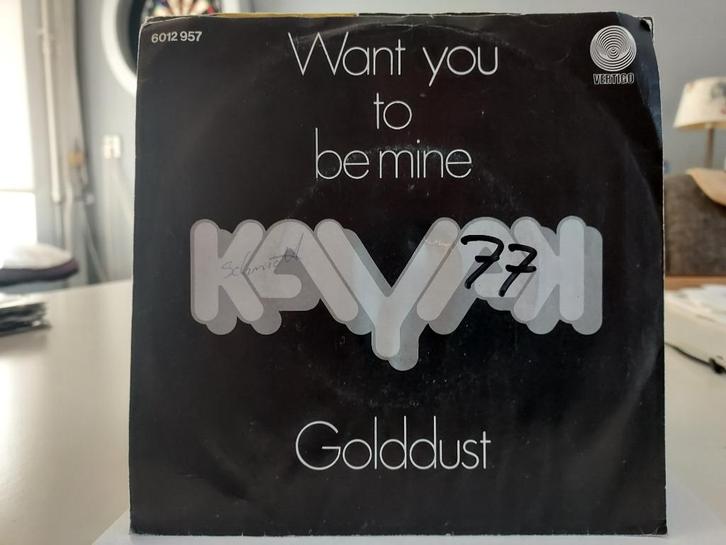 6012 957
Want you
to
be mine
VERTIGO
KAYAK
77
Golddust